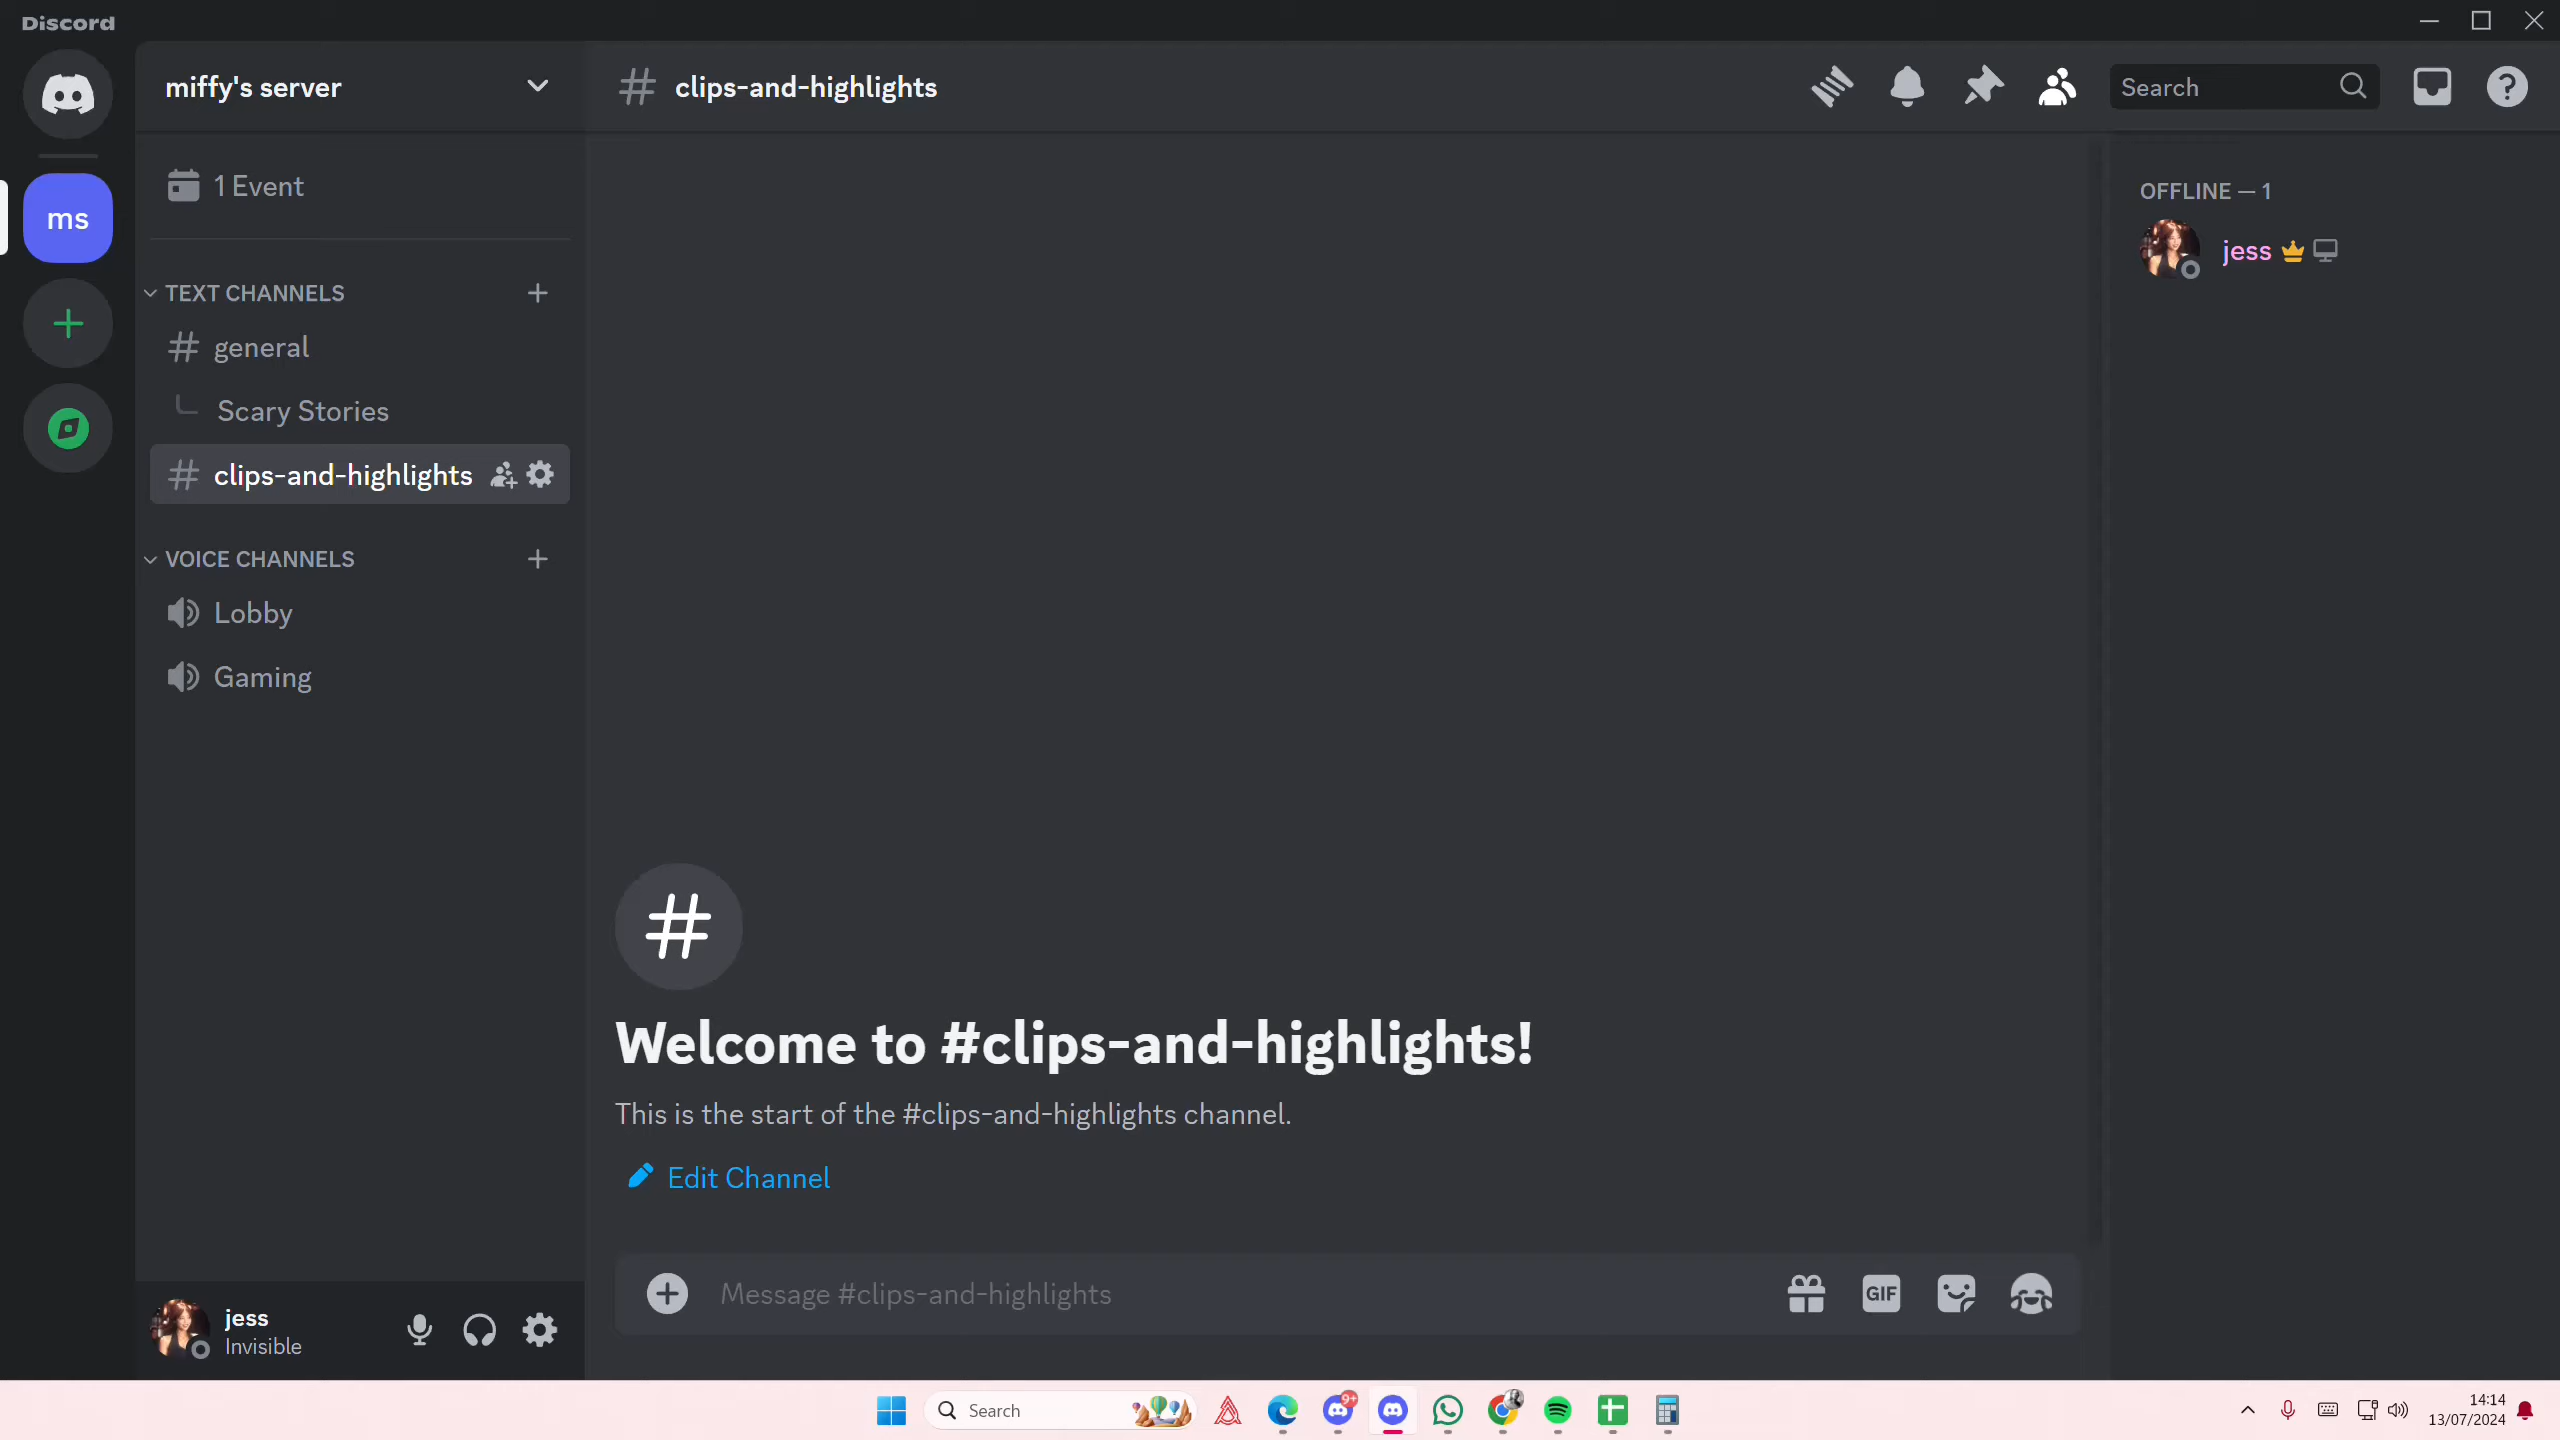 Discord
miffy's server
clips-and-highlights
Search
ms
1 Event
OFFLINE — 1
jess
TEXT CHANNELS
general
Scary Stories
clips-and-highlights
VOICE CHANNELS
Lobby
Gaming
Welcome to #clips-and-highlights!
This is the start of the #clips-and-highlights channel.
Edit Channel
Message #clips-and-highlights
GIF
jess
Invisible
Search
9+
14:14
13/07/2024